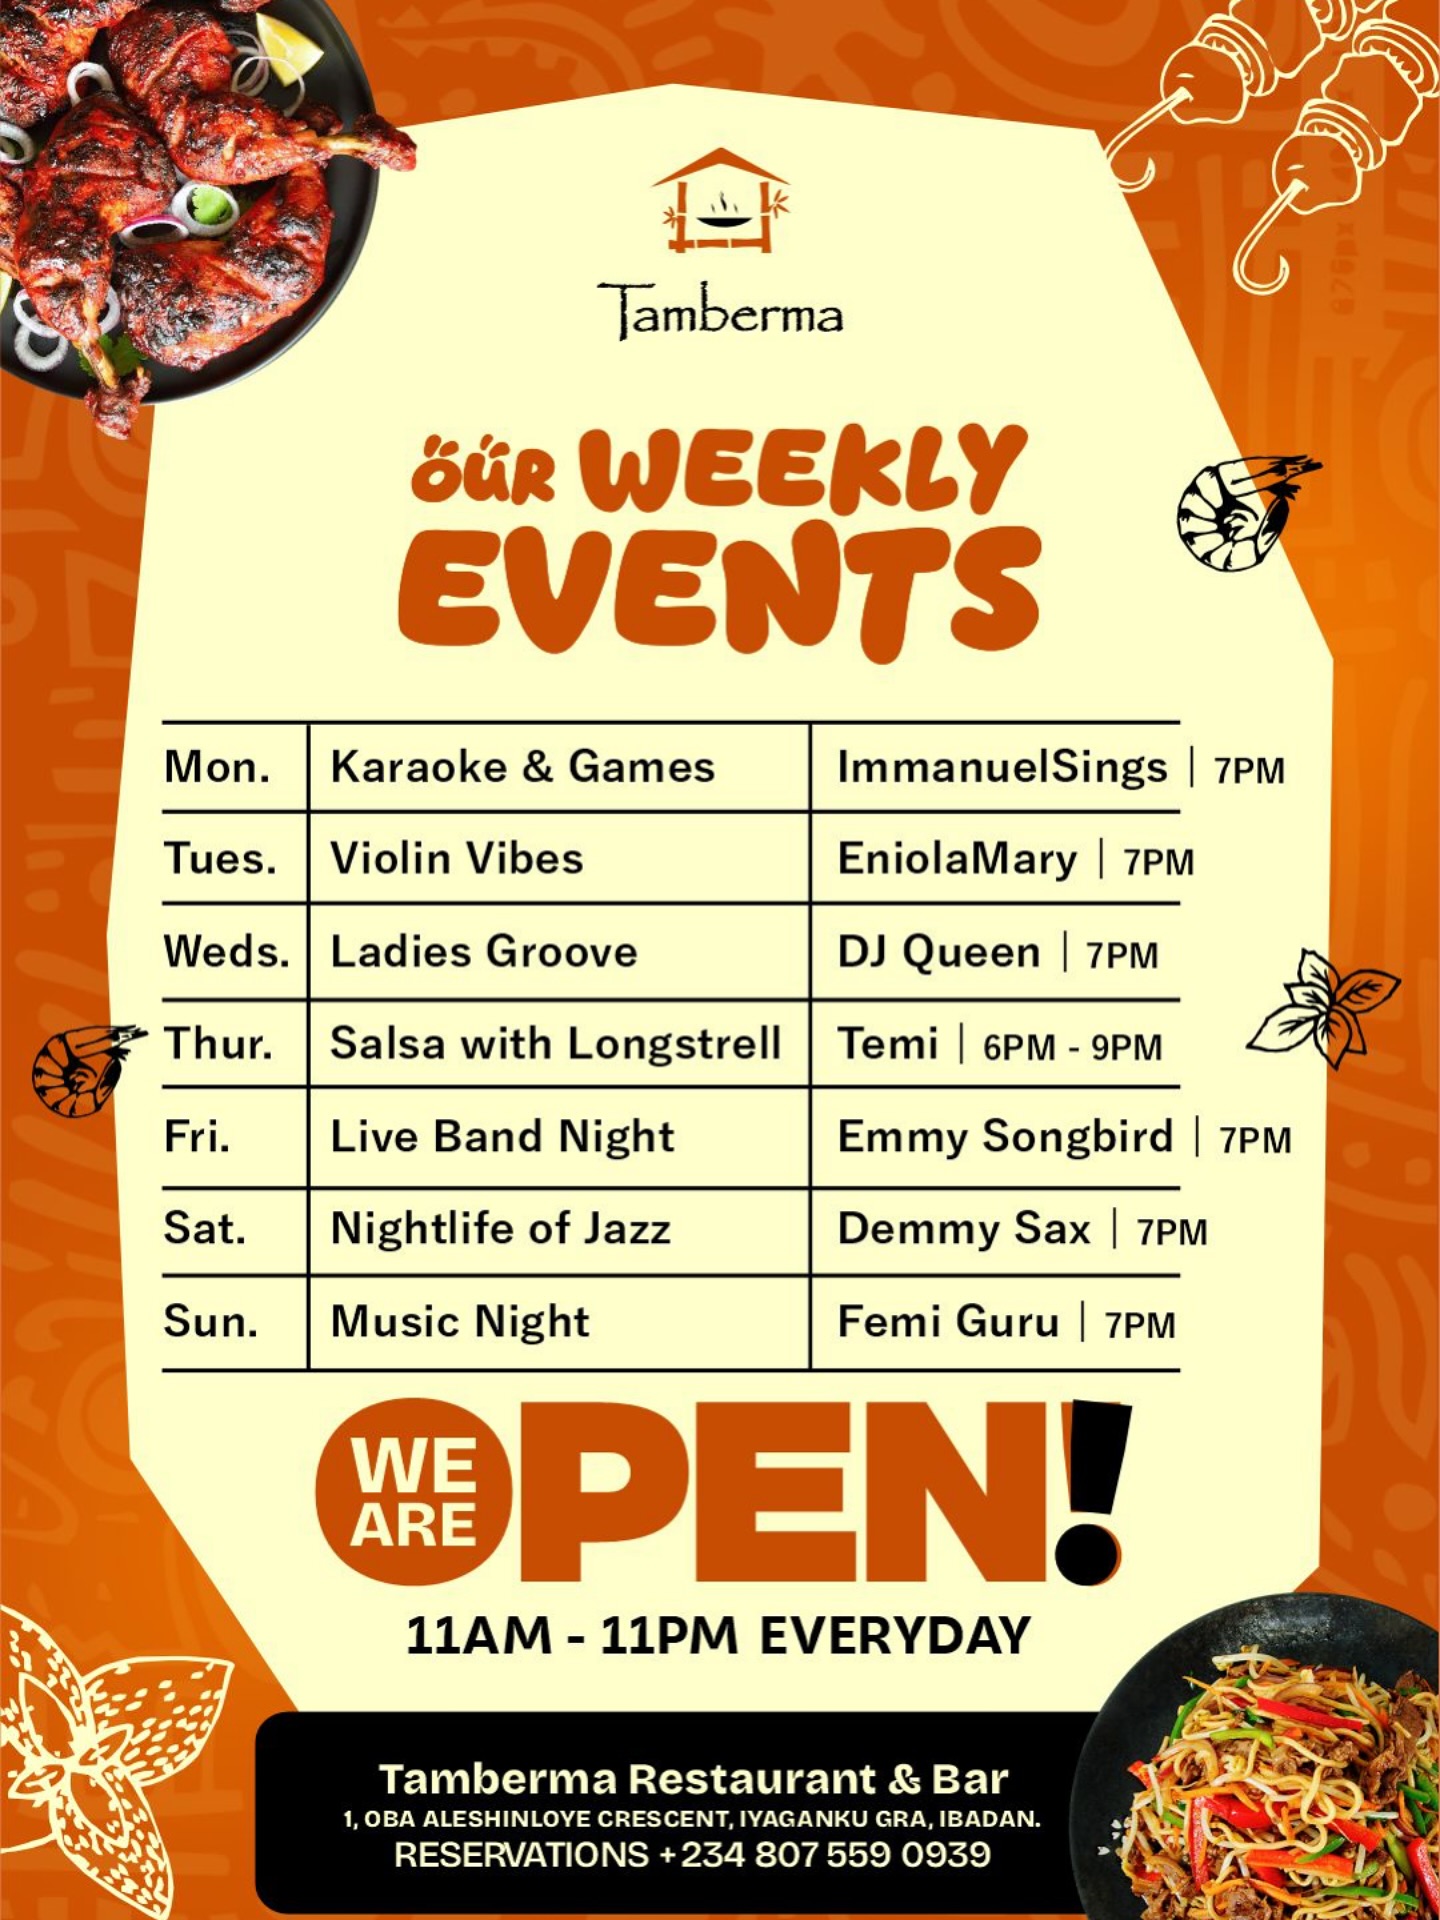 Tamberma
OUR WEEKLY
EVENTS
Mon. Karaoke & Games ImmanuelSings | 7PM
Tues. Violin Vibes EniolaMary | 7PM
Weds. Ladies Groove DJ Queen | 7PM
Thur. Salsa with Longstrell Temi | 6PM - 9PM
Fri. Live Band Night Emmy Songbird | 7PM
Sat. Nightlife of Jazz Demmy Sax | 7PM
Sun. Music Night Femi Guru | 7PM
WE ARE OPEN!
11AM - 11PM EVERYDAY
Tamberma Restaurant & Bar
1, OBA ALESHINLOYE CRESCENT, IYAGANKU GRA, IBADAN.
RESERVATIONS +234 807 559 0939